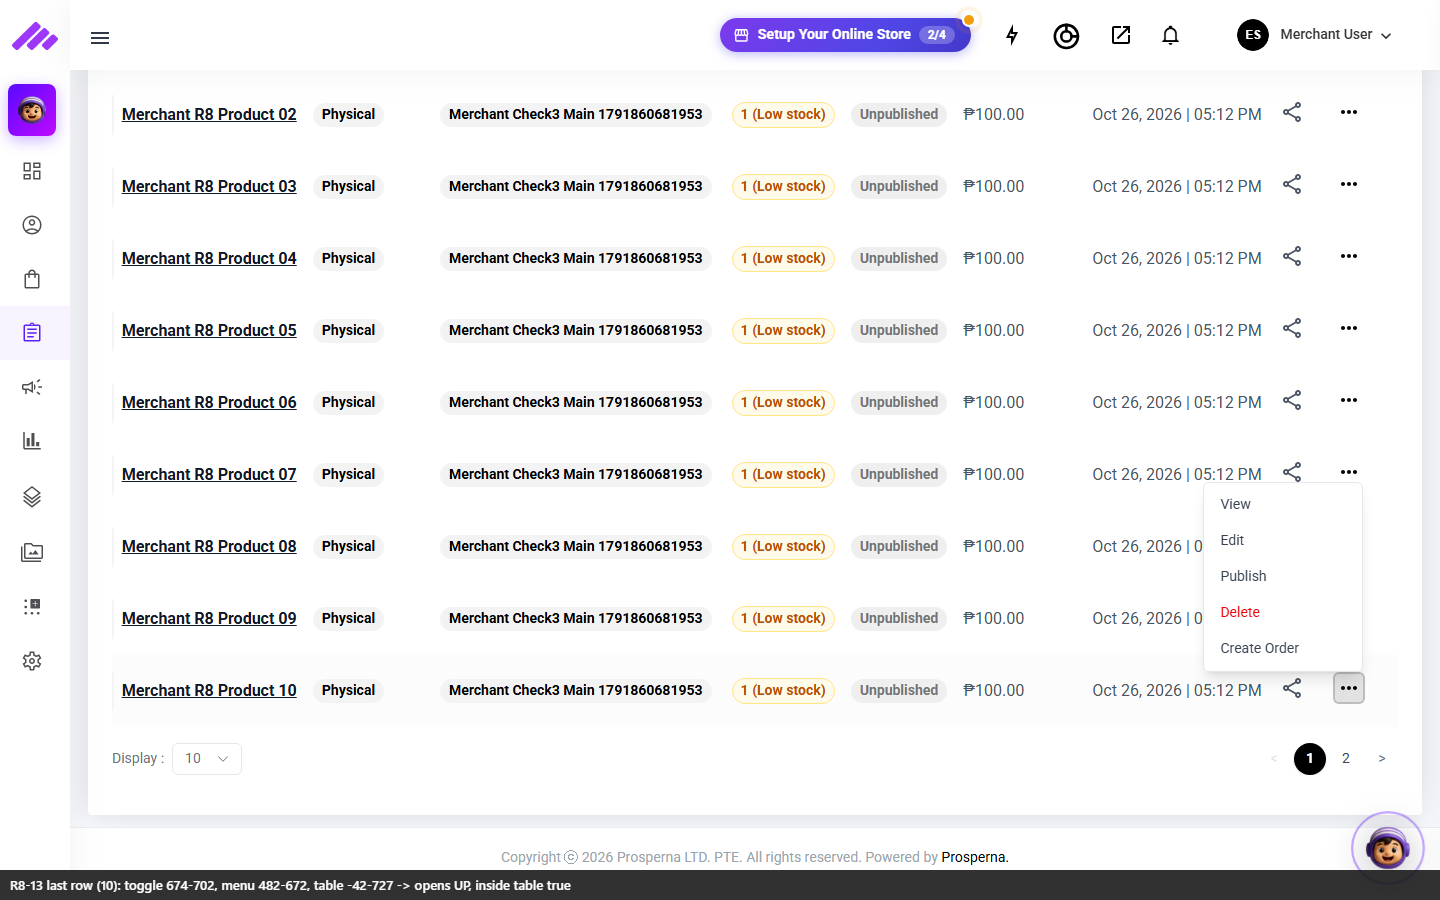 Setup Your Online Store 2/4
ES Merchant User
Merchant R8 Product 02 Physical Merchant Check3 Main 1791860681953 1 (Low stock) Unpublished ₱100.00 Oct 26, 2026 | 05:12 PM
Merchant R8 Product 03 Physical Merchant Check3 Main 1791860681953 1 (Low stock) Unpublished ₱100.00 Oct 26, 2026 | 05:12 PM
Merchant R8 Product 04 Physical Merchant Check3 Main 1791860681953 1 (Low stock) Unpublished ₱100.00 Oct 26, 2026 | 05:12 PM
Merchant R8 Product 05 Physical Merchant Check3 Main 1791860681953 1 (Low stock) Unpublished ₱100.00 Oct 26, 2026 | 05:12 PM
Merchant R8 Product 06 Physical Merchant Check3 Main 1791860681953 1 (Low stock) Unpublished ₱100.00 Oct 26, 2026 | 05:12 PM
Merchant R8 Product 07 Physical Merchant Check3 Main 1791860681953 1 (Low stock) Unpublished ₱100.00 Oct 26, 2026 | 05:12 PM
View
Edit
Merchant R8 Product 08 Physical Merchant Check3 Main 1791860681953 1 (Low stock) Unpublished ₱100.00 Oct 26, 2026 | 0
Publish
Delete
Merchant R8 Product 09 Physical Merchant Check3 Main 1791860681953 1 (Low stock) Unpublished ₱100.00 Oct 26, 2026 | 0
Create Order
Merchant R8 Product 10 Physical Merchant Check3 Main 1791860681953 1 (Low stock) Unpublished ₱100.00 Oct 26, 2026 | 05:12 PM
Display : 10 < 1 2 >
Copyright © 2026 Prosperna LTD. PTE. All rights reserved. Powered by Prosperna.
R8-13 last row (10): toggle 674-702, menu 482-672, table -42-727 -> opens UP, inside table true